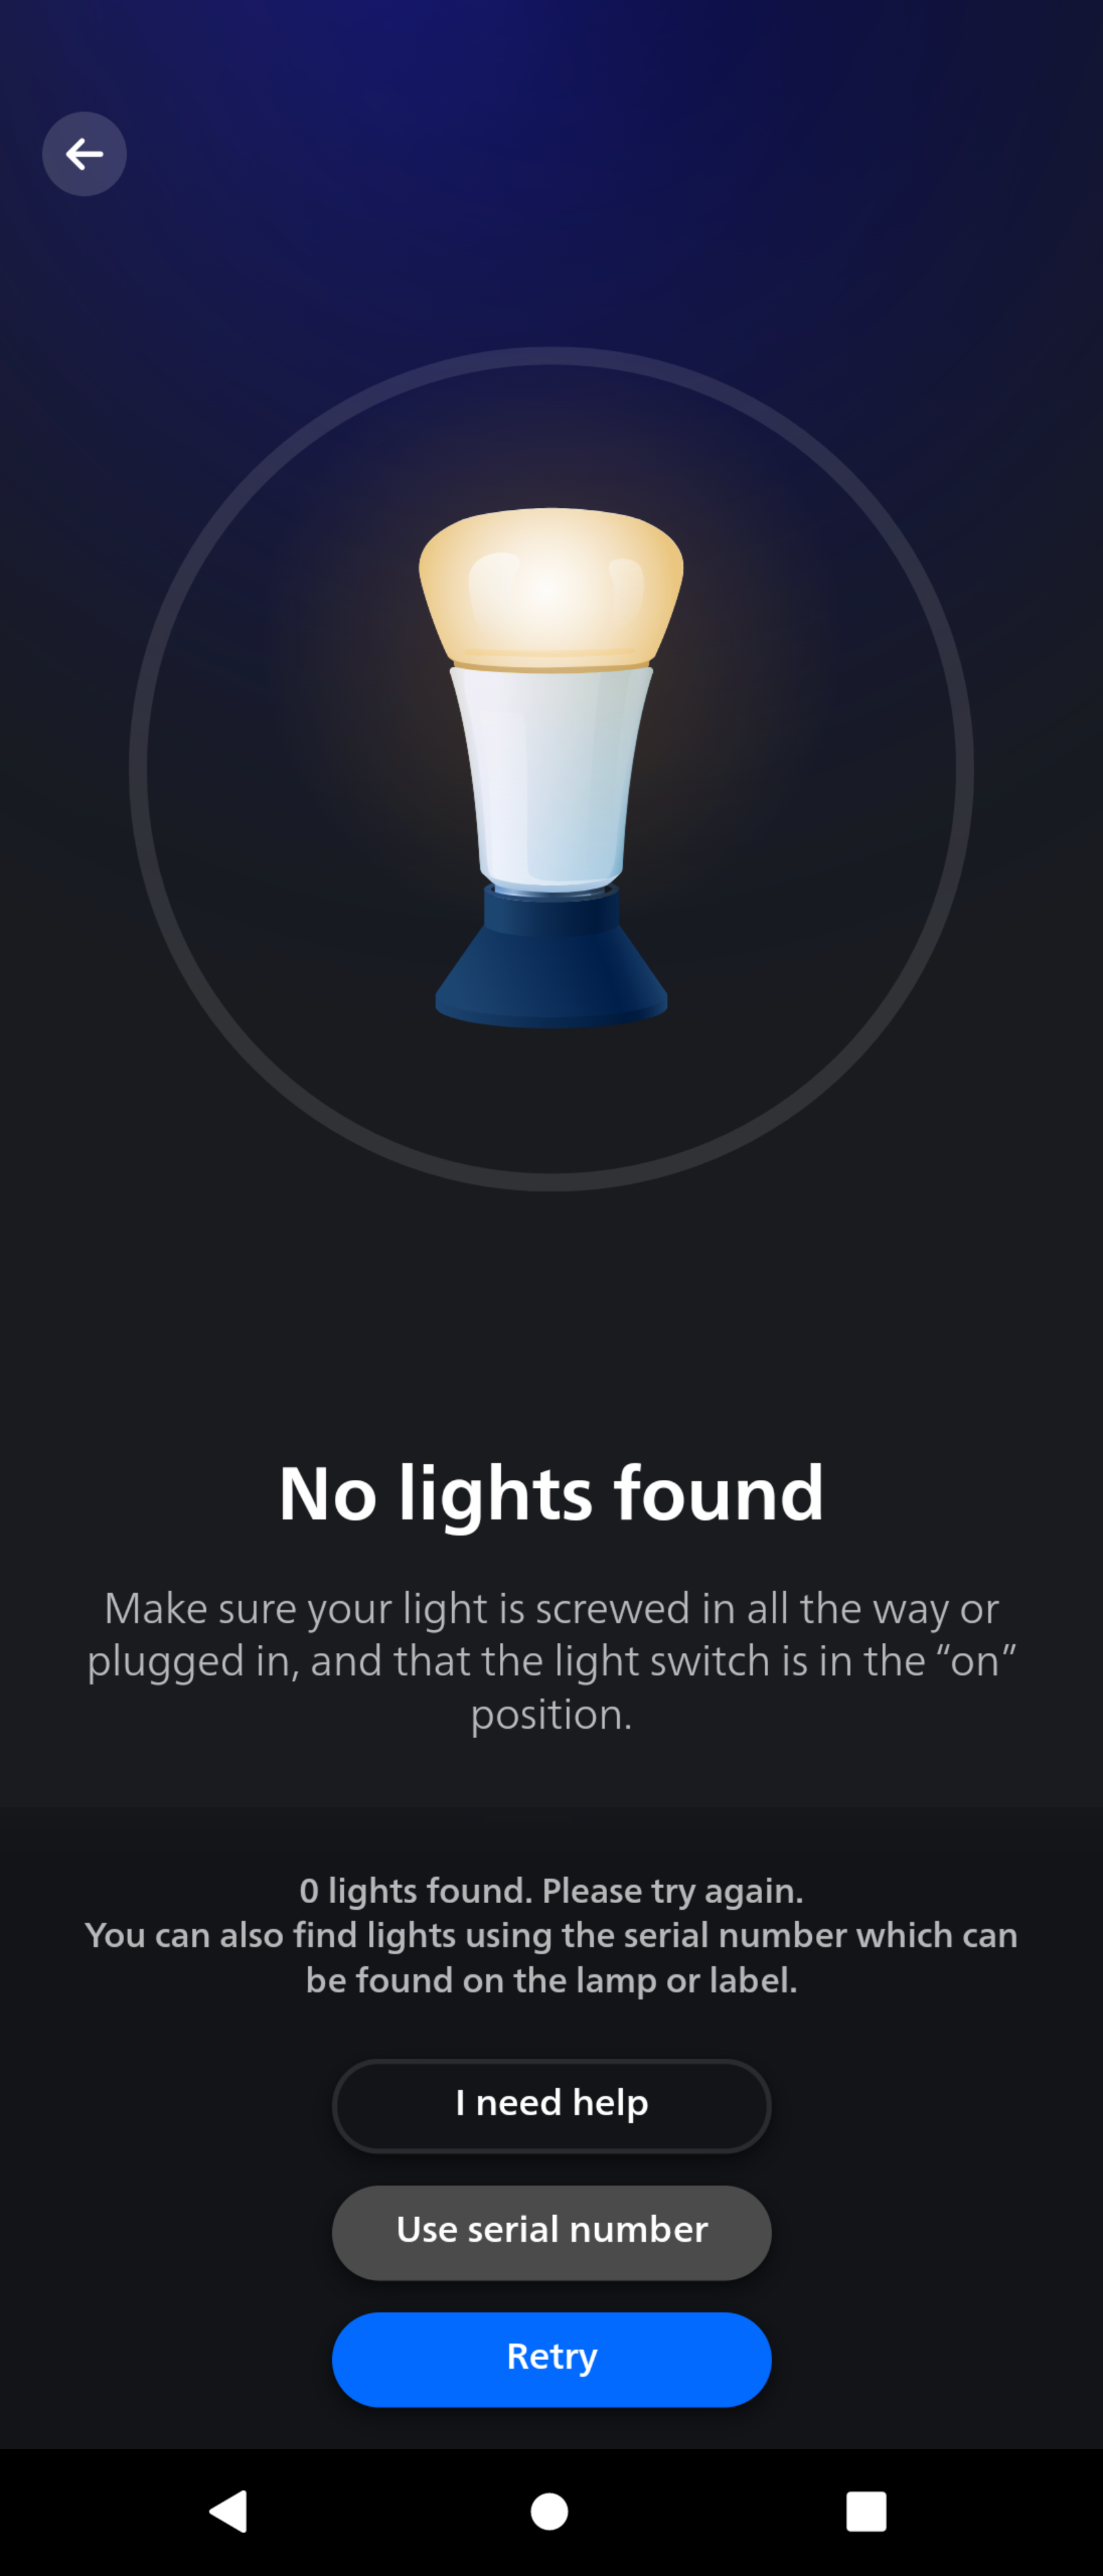 No lights found
Make sure your light is screwed in all the way or
plugged in, and that the light switch is in the “on”
position.
0 lights found. Please try again.
You can also find lights using the serial number which can
be found on the lamp or label.
I need help
Use serial number
Retry